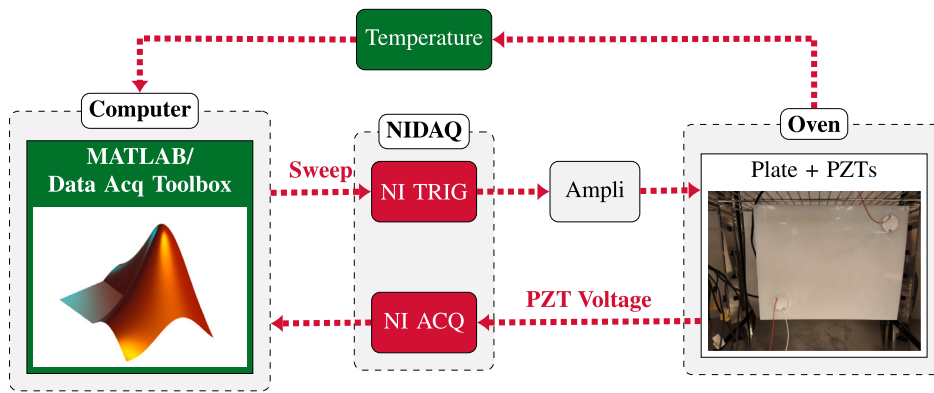 Temperature
Computer
MATLAB/
Data Acq Toolbox
Sweep
NIDAQ
NI TRIG
Ampli
Oven
Plate + PZTs
NI ACQ
PZT Voltage